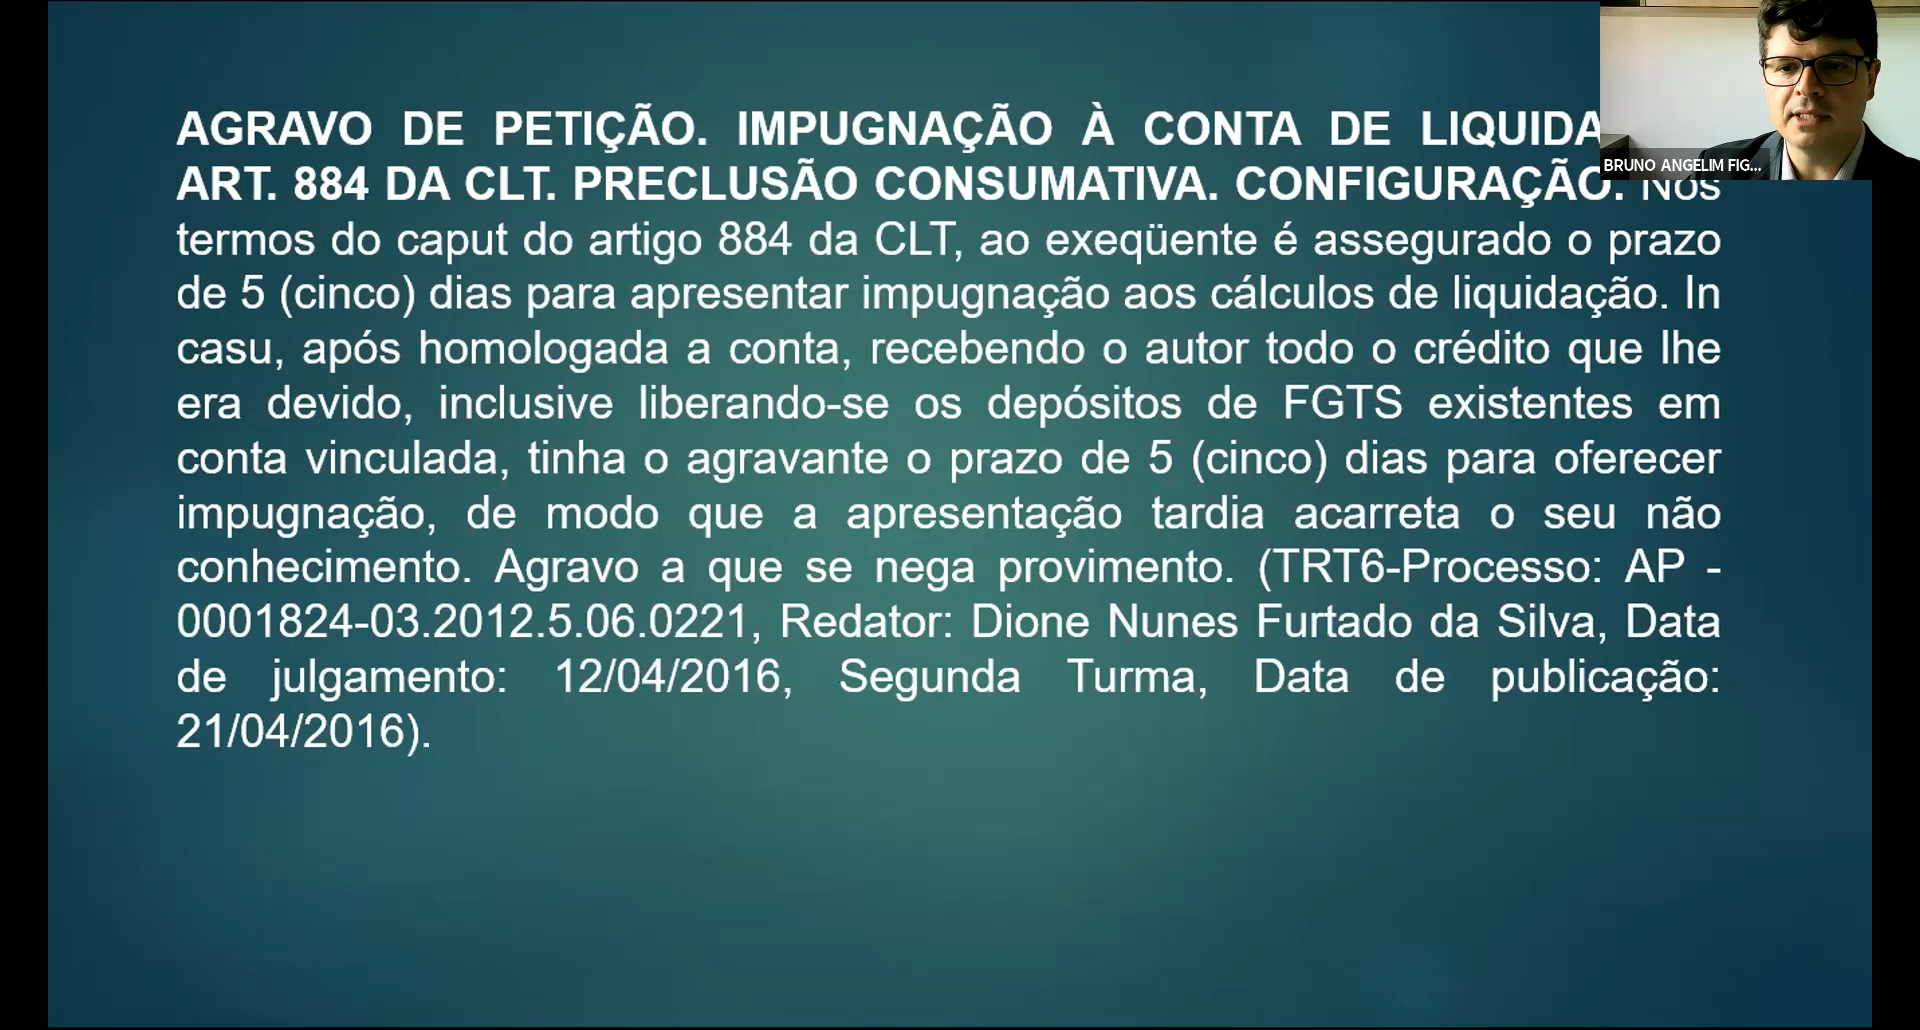 AGRAVO DE PETIÇÃO. IMPUGNAÇÃO À CONTA DE LIQUIDA
ART. 884 DA CLT. PRECLUSÃO CONSUMATIVA. CONFIGURAÇÃO. Nos
termos do caput do artigo 884 da CLT, ao exeqüente é assegurado o prazo
de 5 (cinco) dias para apresentar impugnação aos cálculos de liquidação. In
casu, após homologada a conta, recebendo o autor todo o crédito que lhe
era devido, inclusive liberando-se os depósitos de FGTS existentes em
conta vinculada, tinha o agravante o prazo de 5 (cinco) dias para oferecer
impugnação, de modo que a apresentação tardia acarreta o seu não
conhecimento. Agravo a que se nega provimento. (TRT6-Processo: AP -
0001824-03.2012.5.06.0221, Redator: Dione Nunes Furtado da Silva, Data
de julgamento: 12/04/2016, Segunda Turma, Data de publicação:
21/04/2016).
BRUNO ANGELIM FIG...